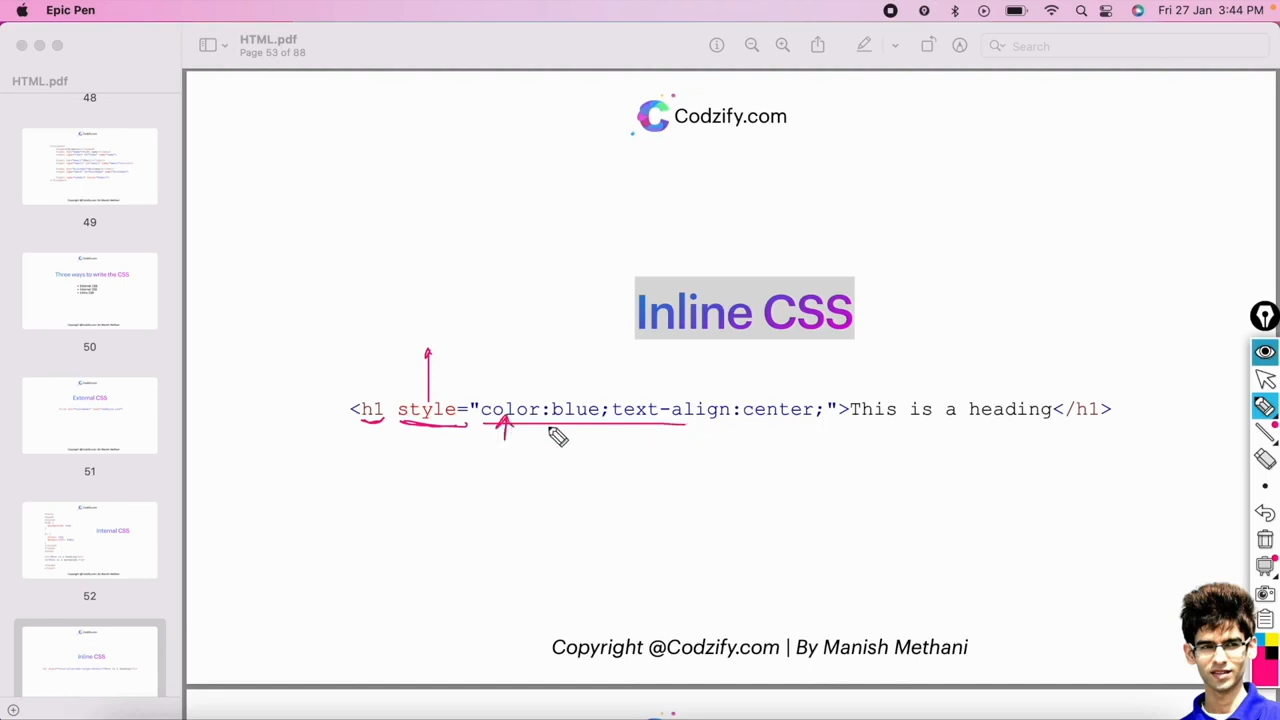 Epic Pen
Fri 27 Jan 3:44 PM
HTML.pdf
Page 53 of 88
Search
HTML.pdf
48
49
Three ways to write the CSS
50
External CSS
51
Internal CSS
52
Inline CSS
Codzify.com
Inline CSS
<h1 style="color:blue;text-align:center;">This is a heading</h1>
Copyright @Codzify.com | By Manish Methani